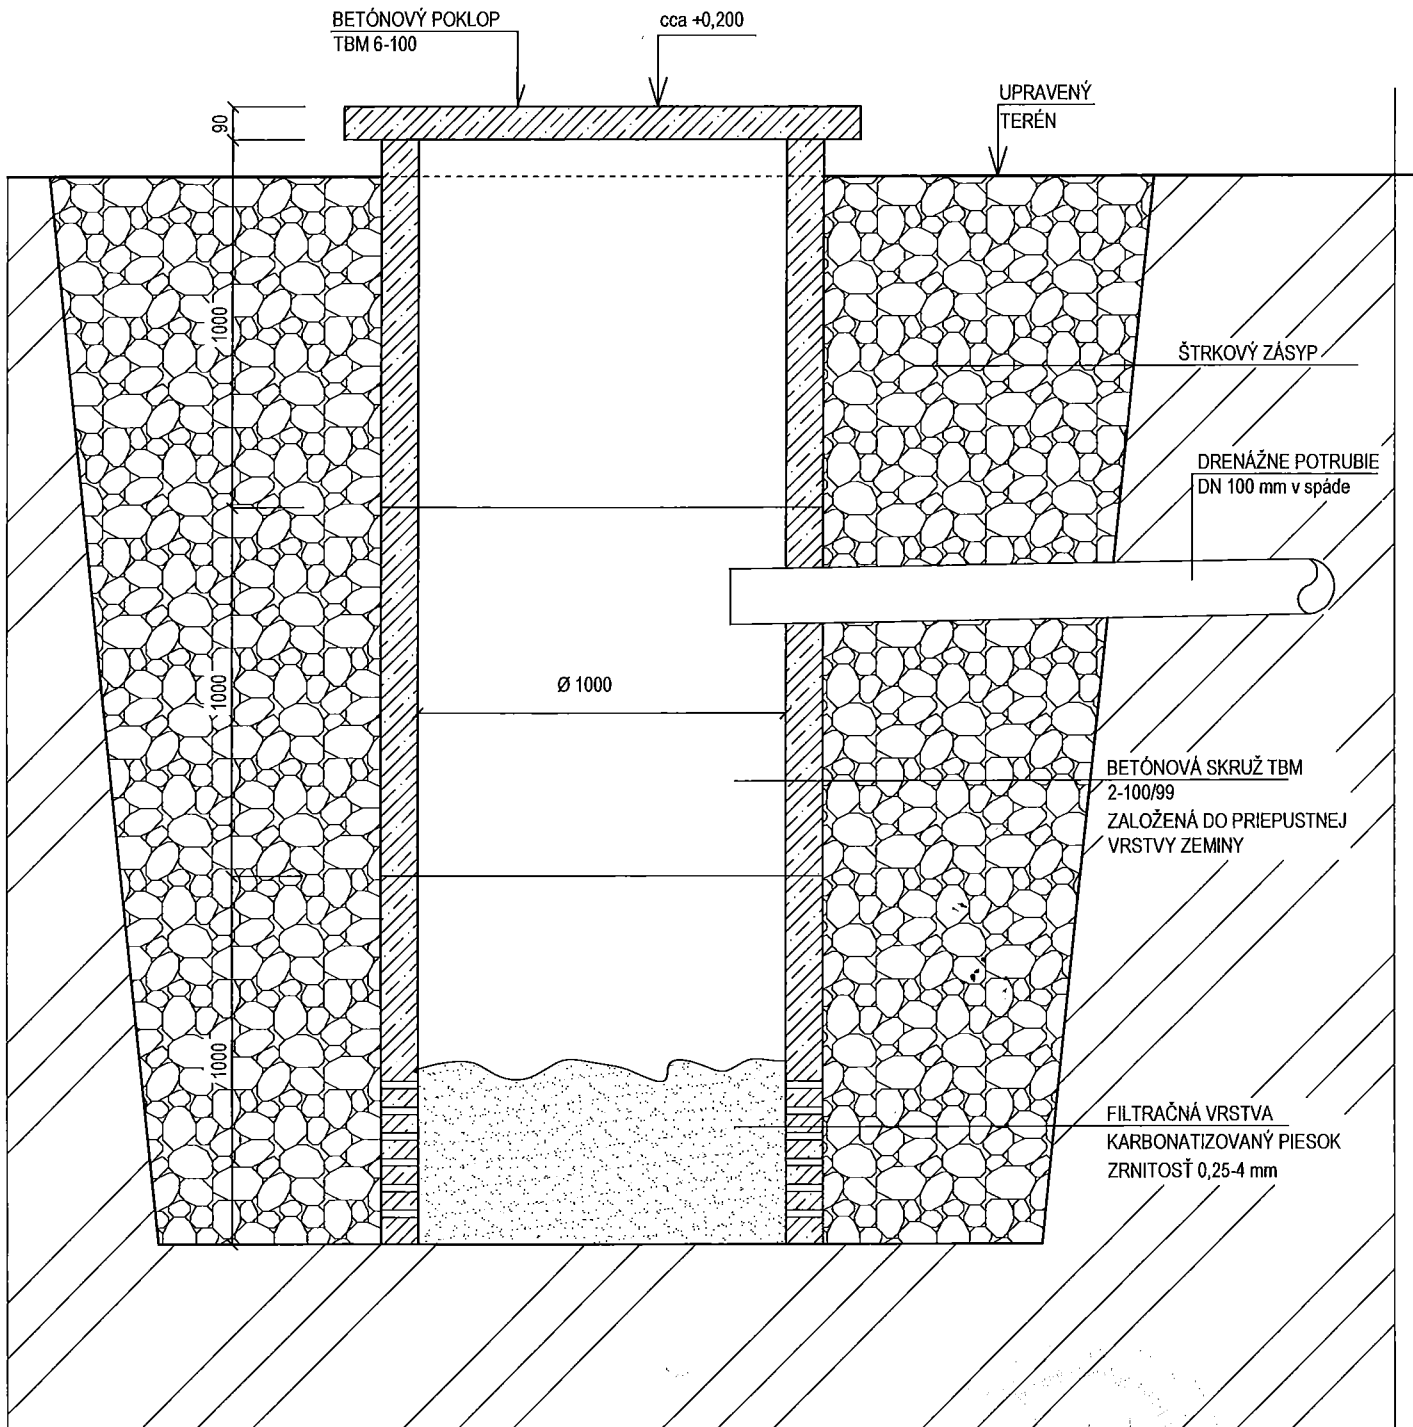 BETÓNOVÝ POKLOP
TBM 6-100
cca +0,200
UPRAVENÝ
TERÉN
90
1000
ŠTRKOVÝ ZÁSYP
DRENÁŽNE POTRUBIE
DN 100 mm v spáde
1000
Ø 1000
BETÓNOVÁ SKRUŽ TBM
2-100/99
ZALOŽENÁ DO PRIEPUSTNEJ
VRSTVY ZEMINY
1000
FILTRAČNÁ VRSTVA
KARBONATIZOVANÝ PIESOK
ZRNITOSŤ 0,25-4 mm